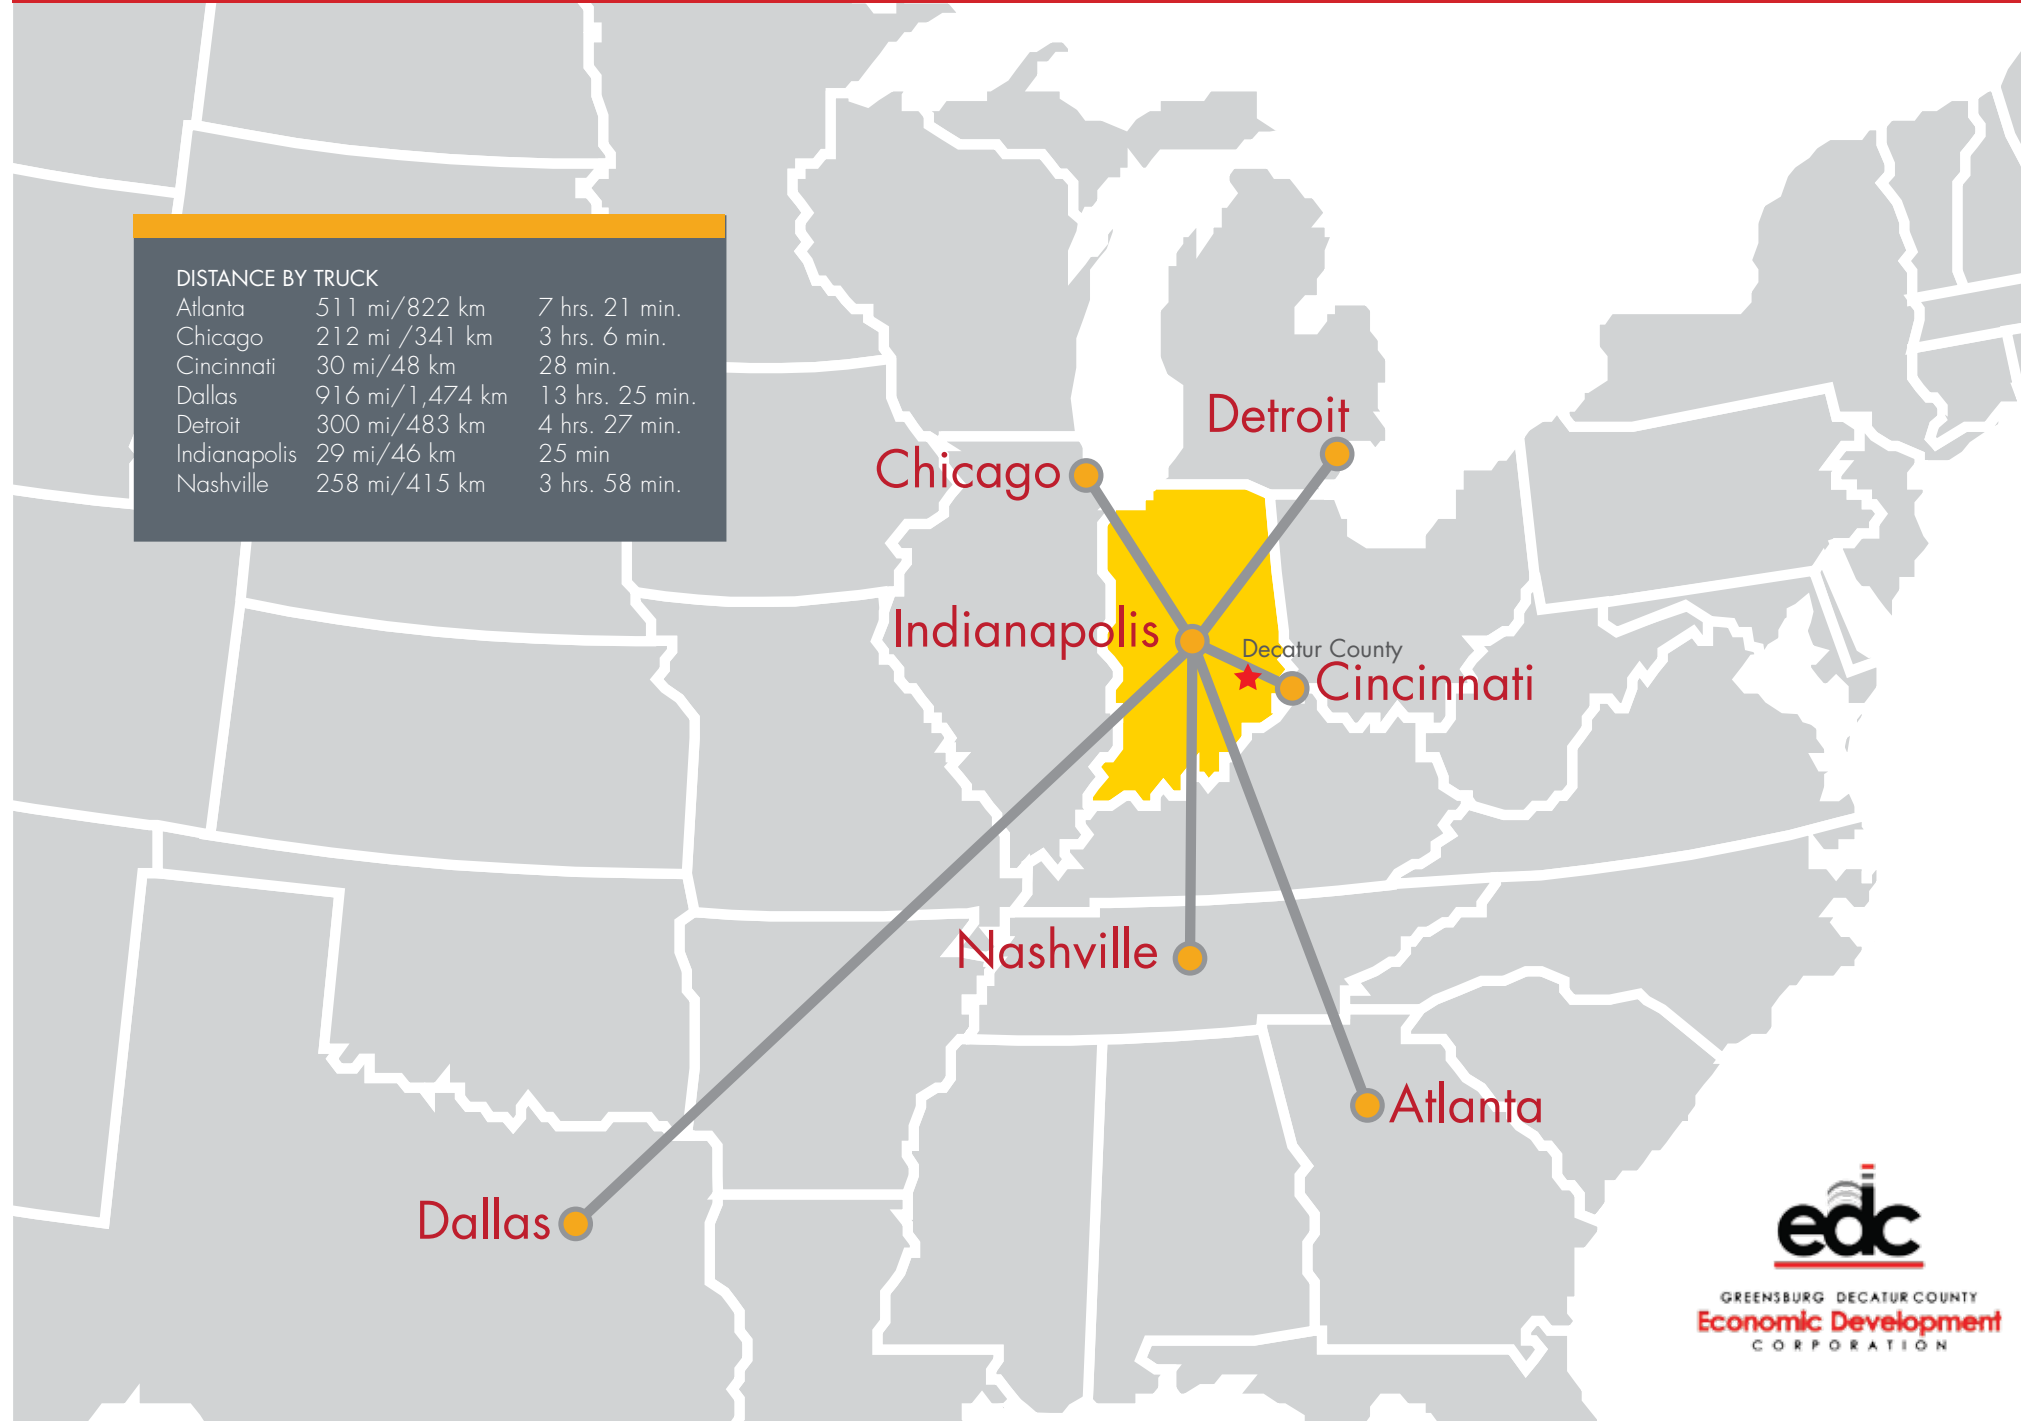 DISTANCE BY TRUCK
Atlanta 511 mi/822 km 7 hrs. 21 min.
Chicago 212 mi /341 km 3 hrs. 6 min.
Cincinnati 30 mi/48 km 28 min.
Dallas 916 mi/1,474 km 13 hrs. 25 min.
Detroit 300 mi/483 km 4 hrs. 27 min.
Indianapolis 29 mi/46 km 25 min
Nashville 258 mi/415 km 3 hrs. 58 min.
Detroit
Chicago
Indianapolis
Decatur County
Cincinnati
Nashville
Atlanta
Dallas
edc
GREENSBURG DECATUR COUNTY
Economic Development
CORPORATION